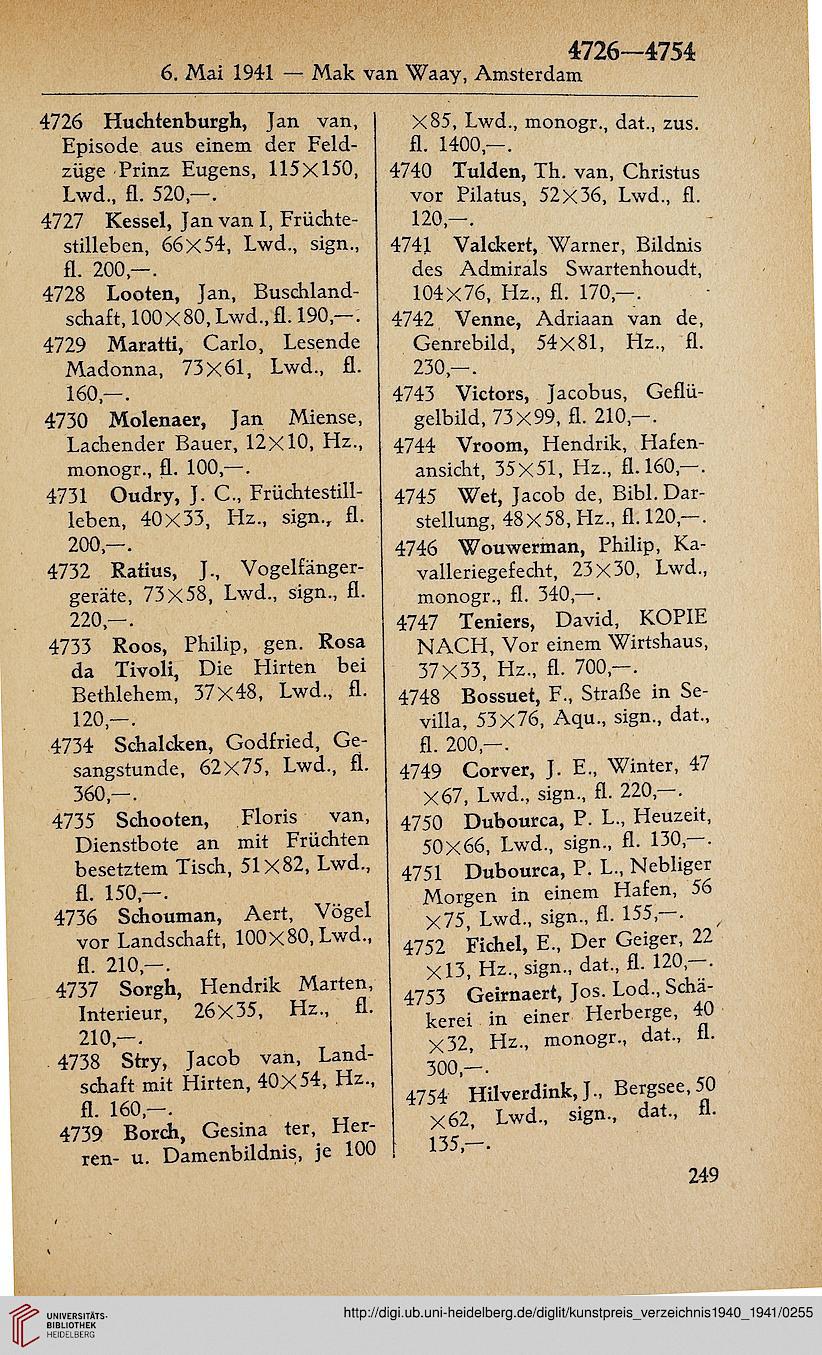 4726—4754
6. Mai 1941 — Mak van Waay, Amsterdam
4726 Huchtenburgh, Jan van,
Episode aus einem der Feld-
züge Prinz Eugens, 115×150,
Lwd., fl. 520,—.
4727 Kessel, Jan van I, Früchte-
stilleben, 66×54, Lwd., sign.,
fl. 200,—.
4728 Looten, Jan, Buschland-
schaft, 100×80, Lwd., fl. 190,—.
4729 Maratti, Carlo, Lesende
Madonna, 73×61, Lwd., fl.
160,—.
4730 Molenaer, Jan Miense,
Lachender Bauer, 12×10, Hz.,
monogr., fl. 100,—.
4731 Oudry, J. C., Früchtestill-
leben, 40×33, Hz., sign., fl.
200,—.
4732 Ratius, J., Vogelfänger-
geräte, 73×58, Lwd., sign., fl.
220,—.
4733 Roos, Philip, gen. Rosa
da Tivoli, Die Hirten bei
Bethlehem, 37×48, Lwd., fl.
120,—.
4734 Schalcken, Godfried, Ge-
sangstunde, 62×75, Lwd., fl.
360,—.
4735 Schooten, Floris van,
Dienstbote an mit Früchten
besetztem Tisch, 51×82, Lwd.,
fl. 150,—.
4736 Schouman, Aert, Vögel
vor Landschaft, 100×80, Lwd.,
fl. 210,—.
4737 Sorgh, Hendrik Marten,
Interieur, 26×35, Hz., fl.
210,—.
4738 Stry, Jacob van, Land-
schaft mit Hirten, 40×54, Hz.,
fl. 160,—.
4739 Borch, Gesina ter, Her-
ren- u. Damenbildnis, je 100
×85, Lwd., monogr., dat., zus.
fl. 1400,—.
4740 Tulden, Th. van, Christus
vor Pilatus, 52×36, Lwd., fl.
120,—.
4741 Valckert, Warner, Bildnis
des Admirals Swartenhoudt,
104×76, Hz., fl. 170,—.
4742 Venne, Adriaan van de,
Genrebild, 54×81, Hz., fl.
230,—.
4743 Victors, Jacobus, Geflü-
gelbild, 73×99, fl. 210,—.
4744 Vroom, Hendrik, Hafen-
ansicht, 35×51, Hz., fl. 160,—.
4745 Wet, Jacob de, Bibl. Dar-
stellung, 48×58, Hz., fl. 120,—.
4746 Wouwerman, Philip, Ka-
valleriegefecht, 23×30, Lwd.,
monogr., fl. 340,—.
4747 Teniers, David, KOPIE
NACH, Vor einem Wirtshaus,
37×33, Hz., fl. 700,—.
4748 Bossuet, F., Straße in Se-
villa, 53×76, Aqu., sign., dat.,
fl. 200,—.
4749 Corver, J. E., Winter, 47
×67, Lwd., sign., fl. 220,—.
4750 Dubourca, P. L., Heuzeit,
50×66, Lwd., sign., fl. 130,—.
4751 Dubourca, P. L., Nebliger
Morgen in einem Hafen, 56
×75, Lwd., sign., fl. 155,—.
4752 Fichel, E., Der Geiger, 22
×13, Hz., sign., dat., fl. 120,—.
4753 Geirnaert, Jos. Lod., Schä-
kerei in einer Herberge, 40
×32, Hz., monogr., dat., fl.
300,—.
4754 Hilverdink, J., Bergsee, 50
×62, Lwd., sign., dat., fl.
135,—.
249
UNIVERSITÄTS-
BIBLIOTHEK
HEIDELBERG
http://digi.ub.uni-heidelberg.de/diglit/kunstpreis_verzeichnis1940_1941/0255